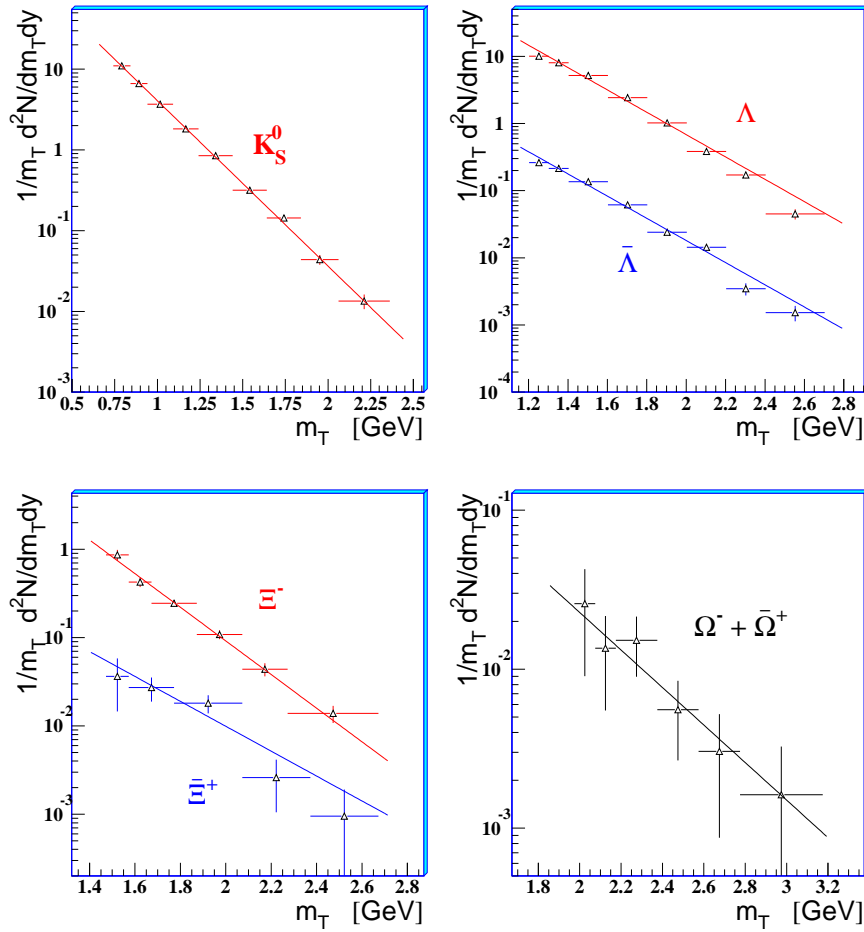 1/m_T d²N/dm_Tdy
10
1
10⁻¹
10⁻²
10⁻³
K⁰_S
0.5 0.75 1 1.25 1.5 1.75 2 2.25 2.5
m_T [GeV]
1/m_T d²N/dm_Tdy
10
1
10⁻¹
10⁻²
10⁻³
10⁻⁴
Λ
Λ̄
1.2 1.4 1.6 1.8 2 2.2 2.4 2.6 2.8
m_T [GeV]
1/m_T d²N/dm_Tdy
1
10⁻¹
10⁻²
10⁻³
Ξ⁻
Ξ̄⁺
1.4 1.6 1.8 2 2.2 2.4 2.6 2.8
m_T [GeV]
1/m_T d²N/dm_Tdy
10⁻¹
10⁻²
10⁻³
Ω⁻ + Ω̄⁺
1.8 2 2.2 2.4 2.6 2.8 3 3.2
m_T [GeV]